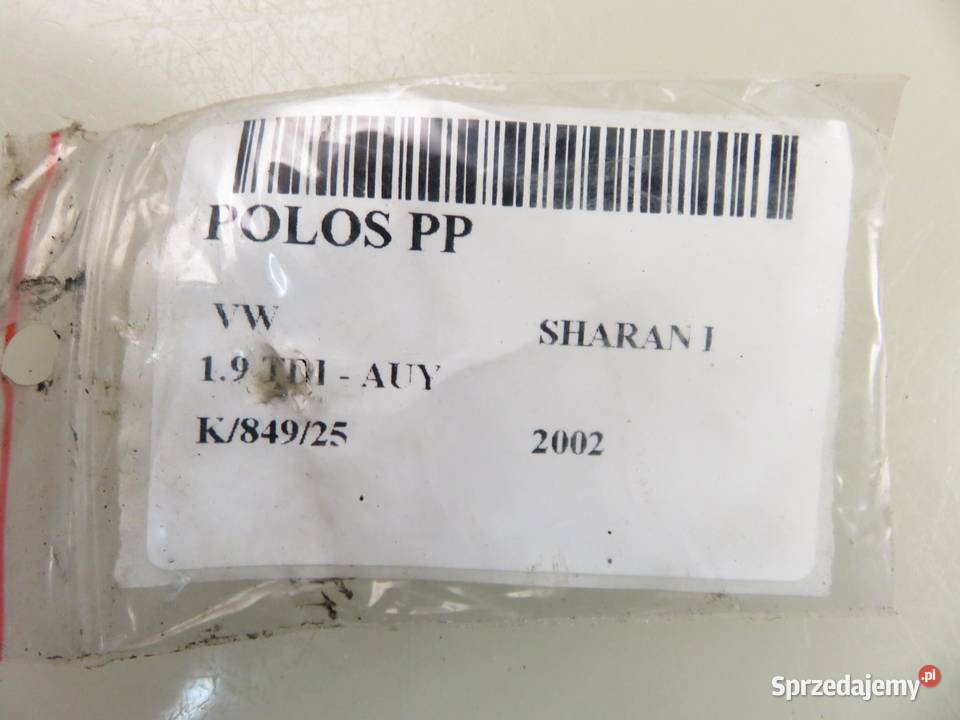 POLOS PP
VW SHARAN I
1.9 TDI - AUY
K/849/25 2002
Sprzedajemy.pl